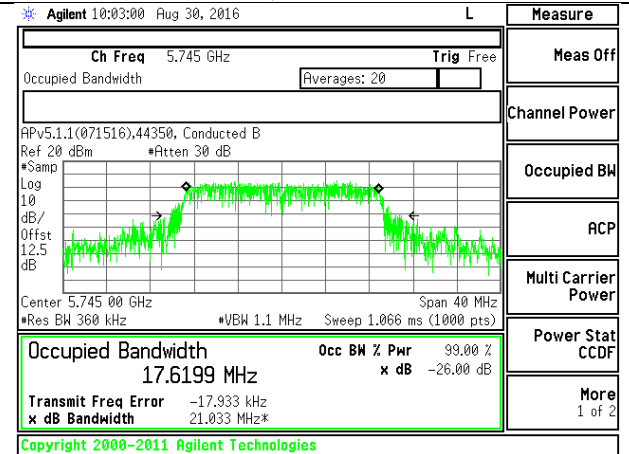 Agilent 10:03:00 Aug 30, 2016 L
Measure
Ch Freq 5.745 GHz Trig Free
Occupied Bandwidth Averages: 20
APv5.1.1(071516),44350, Conducted B
Ref 20 dBm #Atten 30 dB
#Samp
Log
10
dB/
Offst
12.5
dB
Center 5.745 00 GHz Span 40 MHz
#Res BW 360 kHz #VBW 1.1 MHz Sweep 1.066 ms (1000 pts)
Occupied Bandwidth Occ BW % Pwr 99.00 %
17.6199 MHz x dB -26.00 dB
Transmit Freq Error -17.933 kHz
x dB Bandwidth 21.033 MHz*
Copyright 2000-2011 Agilent Technologies
Meas Off
Channel Power
Occupied BW
ACP
Multi Carrier
Power
Power Stat
CCDF
More
1 of 2